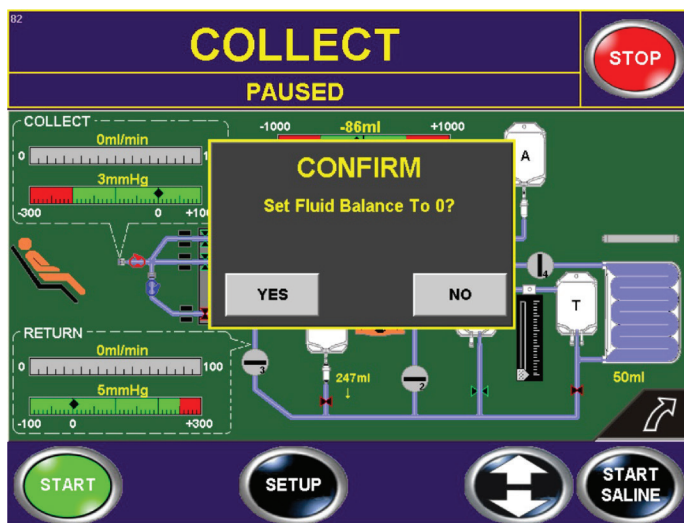 82
COLLECT
STOP
PAUSED
COLLECT
0ml/min
0
3mmHg
-300 0 +100
-1000 -86ml +1000
A
CONFIRM
Set Fluid Balance To 0?
YES NO
4
T
RETURN
0ml/min
0 100
5mmHg
-100 0 +300
3
247ml
↓
2
50ml
START
SETUP
START
SALINE